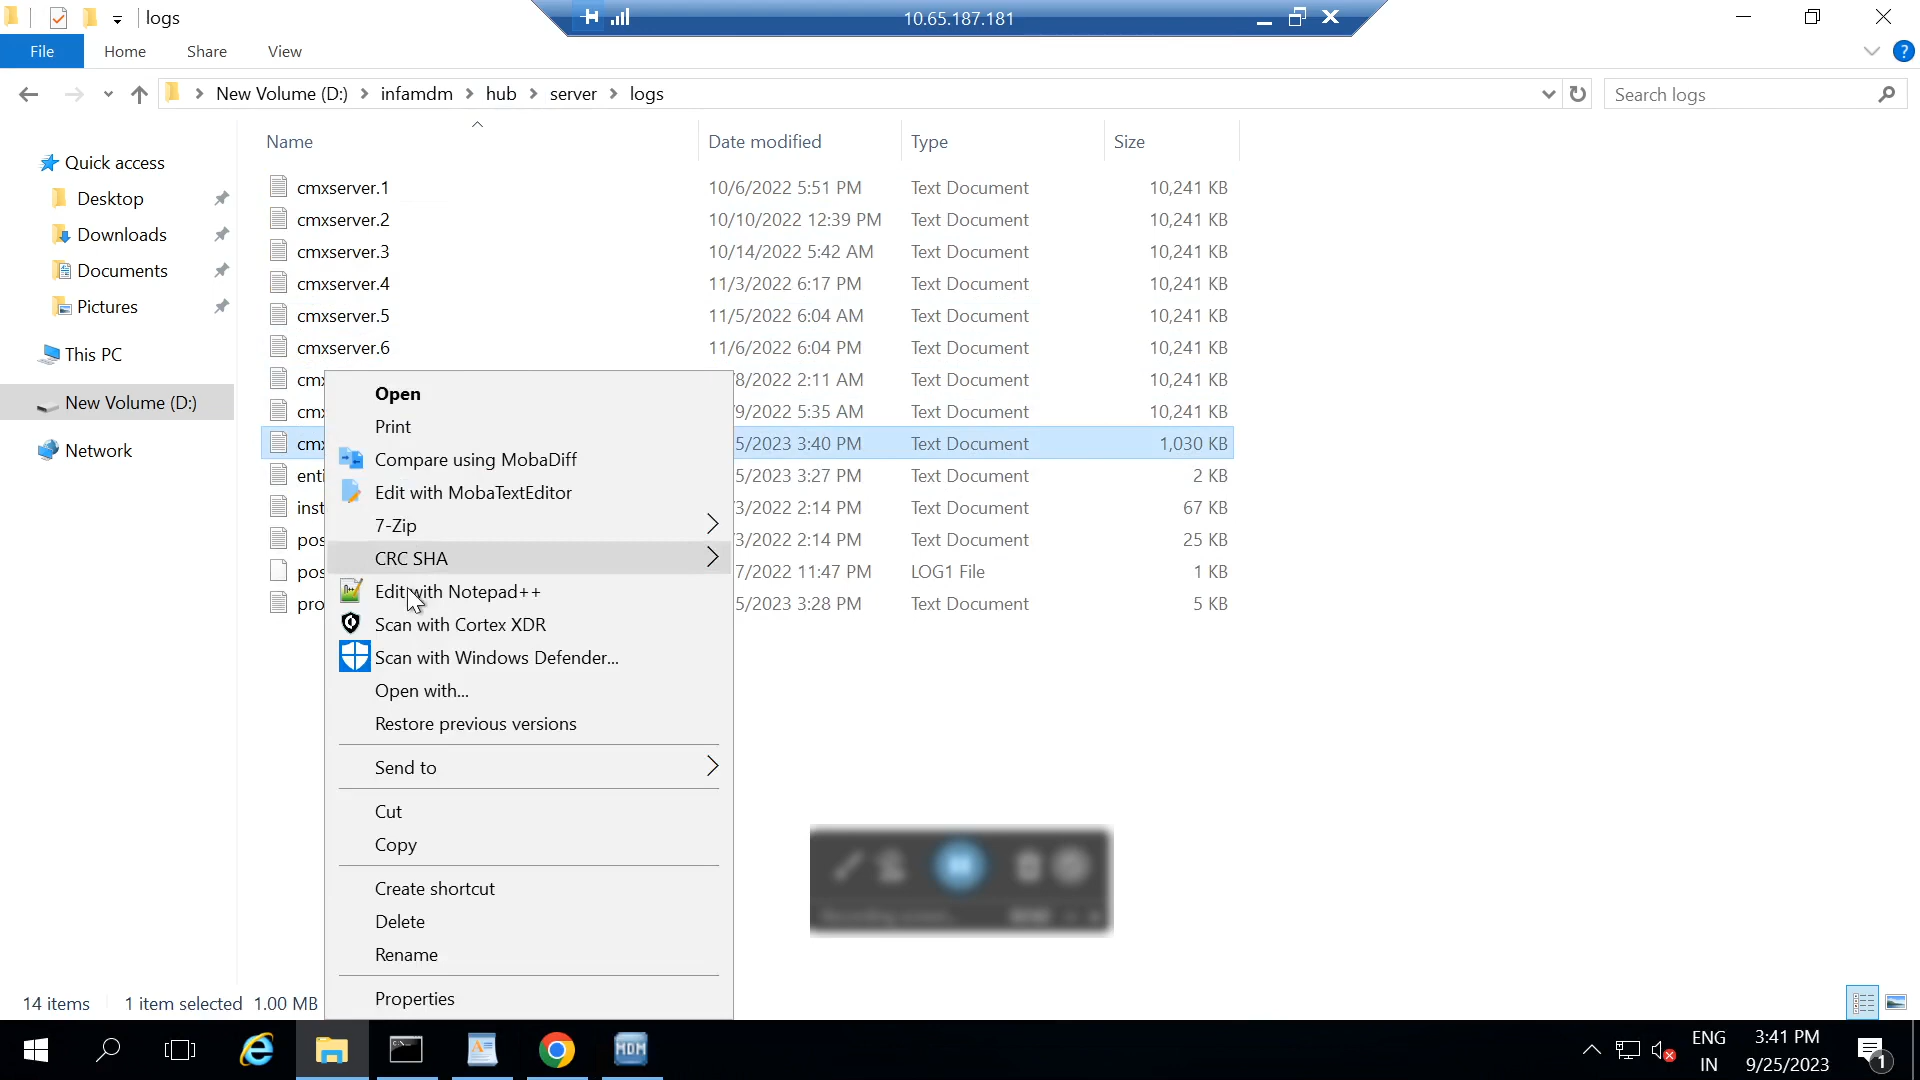 logs
10.65.187.181
File
Home
Share
View
New Volume (D:)
infamdm
hub
server
logs
Search logs
Name
Date modified
Type
Size
Quick access
Desktop
Downloads
Documents
Pictures
This PC
New Volume (D:)
Network
cmxserver.1 10/6/2022 5:51 PM Text Document 10,241 KB
cmxserver.2 10/10/2022 12:39 PM Text Document 10,241 KB
cmxserver.3 10/14/2022 5:42 AM Text Document 10,241 KB
cmxserver.4 11/3/2022 6:17 PM Text Document 10,241 KB
cmxserver.5 11/5/2022 6:04 AM Text Document 10,241 KB
cmxserver.6 11/6/2022 6:04 PM Text Document 10,241 KB
cmx /8/2022 2:11 AM Text Document 10,241 KB
cmx /9/2022 5:35 AM Text Document 10,241 KB
cmx 5/2023 3:40 PM Text Document 1,030 KB
enti 5/2023 3:27 PM Text Document 2 KB
inst /3/2022 2:14 PM Text Document 67 KB
pos /3/2022 2:14 PM Text Document 25 KB
pos 7/2022 11:47 PM LOG1 File 1 KB
pro 5/2023 3:28 PM Text Document 5 KB
Open
Print
Compare using MobaDiff
Edit with MobaTextEditor
7-Zip
CRC SHA
Edit with Notepad++
Scan with Cortex XDR
Scan with Windows Defender...
Open with...
Restore previous versions
Send to
Cut
Copy
Create shortcut
Delete
Rename
Properties
14 items
1 item selected 1.00 MB
MDM
ENG
IN
3:41 PM
9/25/2023
1